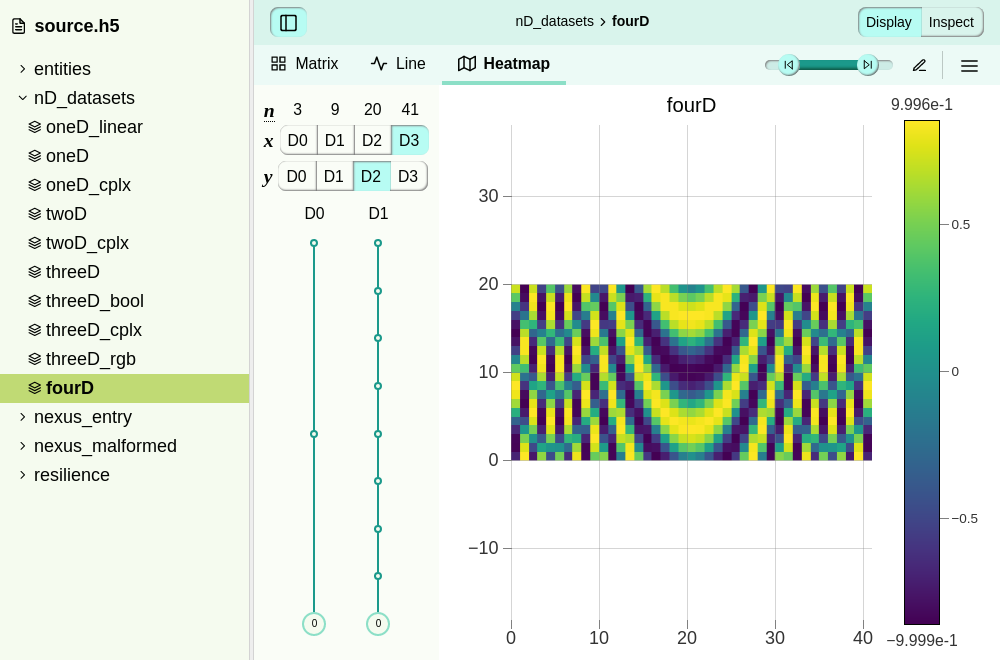 source.h5
entities
nD_datasets
oneD_linear
oneD
oneD_cplx
twoD
twoD_cplx
threeD
threeD_bool
threeD_cplx
threeD_rgb
fourD
nexus_entry
nexus_malformed
resilience
nD_datasets › fourD
Display Inspect
Matrix Line Heatmap
n 3 9 20 41
x D0 D1 D2 D3
y D0 D1 D2 D3
D0 D1
0 0
fourD
30
20
10
0
−10
0 10 20 30 40
9.996e-1
0.5
0
−0.5
−9.999e-1